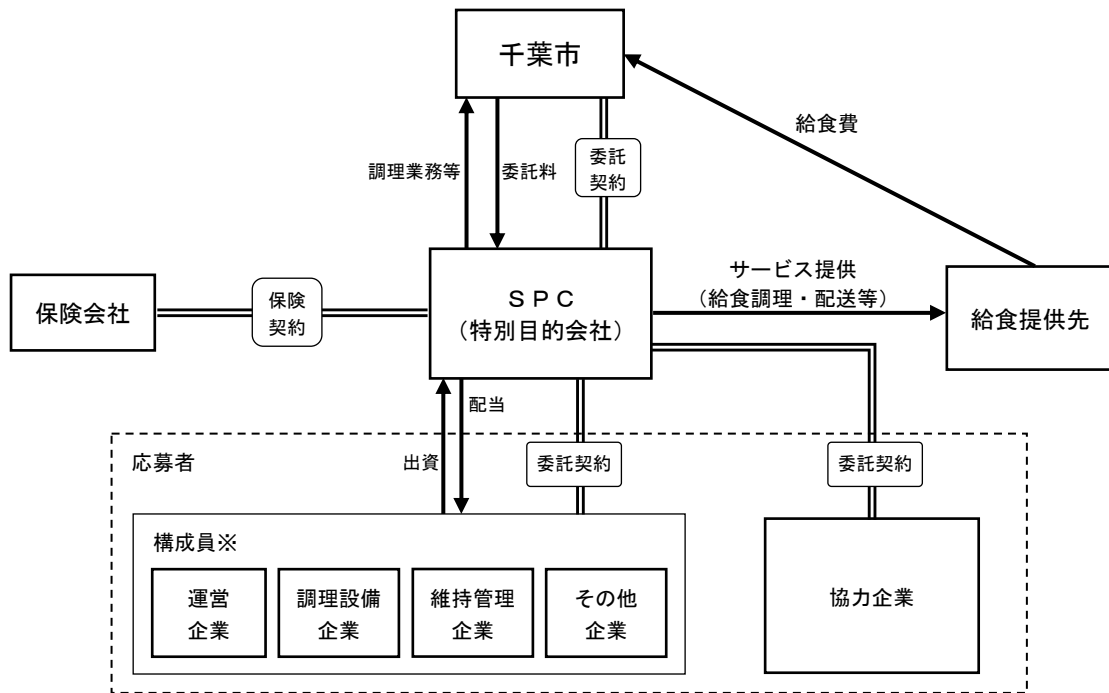 千葉市
給食費
調理業務等
委託料
委託
契約
保険会社
保険
契約
ＳＰＣ
（特別目的会社）
サービス提供
（給食調理・配送等）
給食提供先
配当
出資
応募者
委託契約
委託契約
構成員※
運営
企業
調理設備
企業
維持管理
企業
その他
企業
協力企業